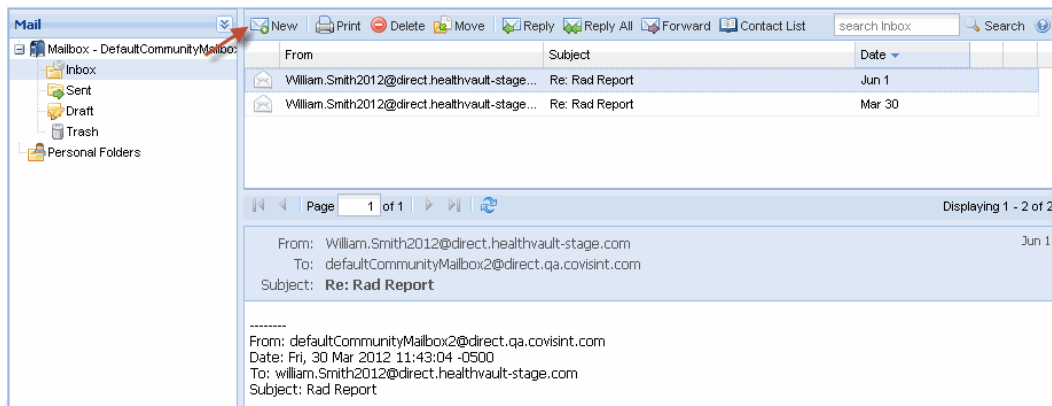 Mail
New Print Delete Move Reply Reply All Forward Contact List search Inbox Search
Mailbox - DefaultCommunityMailbo
Inbox
Sent
Draft
Trash
Personal Folders
From Subject Date
William.Smith2012@direct.healthvault-stage... Re: Rad Report Jun 1
William.Smith2012@direct.healthvault-stage... Re: Rad Report Mar 30
Page 1 of 1 Displaying 1 - 2 of 2
From: William.Smith2012@direct.healthvault-stage.com Jun 1
To: defaultCommunityMailbox2@direct.qa.covisint.com
Subject: Re: Rad Report
--------
From: defaultCommunityMailbox2@direct.qa.covisint.com
Date: Fri, 30 Mar 2012 11:43:04 -0500
To: william.Smith2012@direct.healthvault-stage.com
Subject: Rad Report